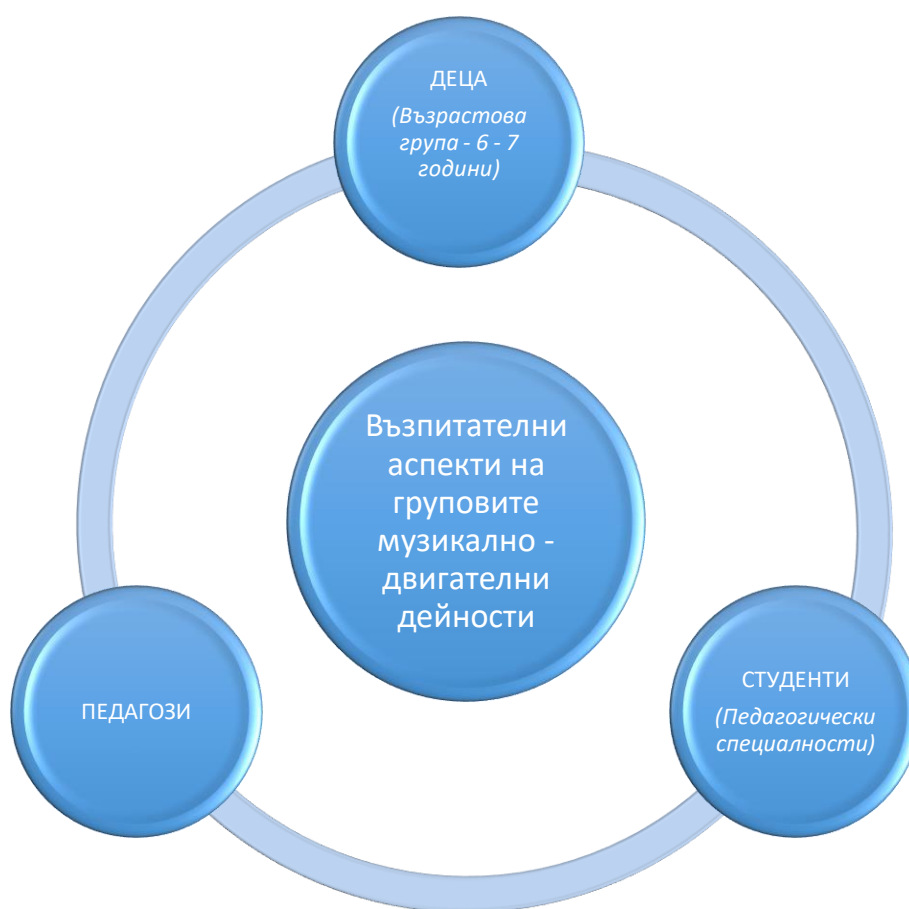 ДЕЦА
(Възрастова
група - 6 - 7
години)
Възпитателни
аспекти на
груповите
музикално -
двигателни
дейности
ПЕДАГОЗИ
СТУДЕНТИ
(Педагогически
специалности)